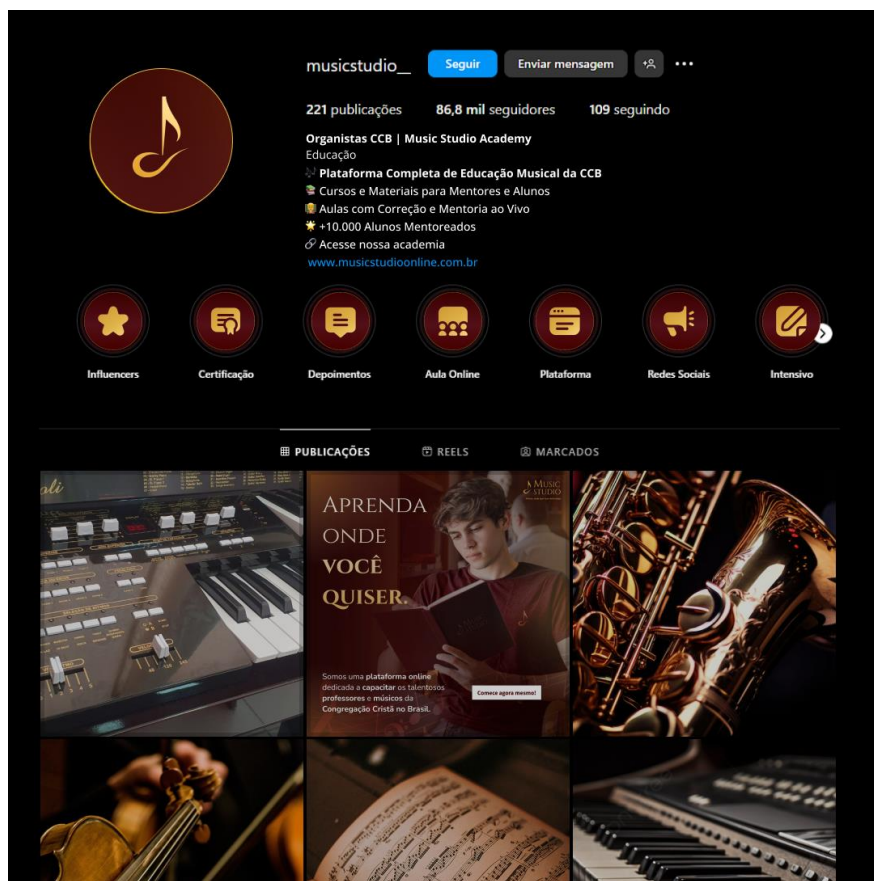 musicstudio__
Seguir
Enviar mensagem
221 publicações
86,8 mil seguidores
109 seguindo
Organistas CCB | Music Studio Academy
Educação
Plataforma Completa de Educação Musical da CCB
Cursos e Materiais para Mentores e Alunos
Aulas com Correção e Mentoria ao Vivo
+10.000 Alunos Mentoreados
Acesse nossa academia
www.musicstudioonline.com.br
Influencers
Certificação
Depoimentos
Aula Online
Plataforma
Redes Sociais
Intensivo
PUBLICAÇÕES
REELS
MARCADOS
oli
MUSIC
STUDIO
APRENDA
ONDE
VOCÊ
QUISER.
Somos uma plataforma online
dedicada a capacitar os talentosos
professores e músicos da
Congregação Cristã no Brasil.
Comece agora mesmo!